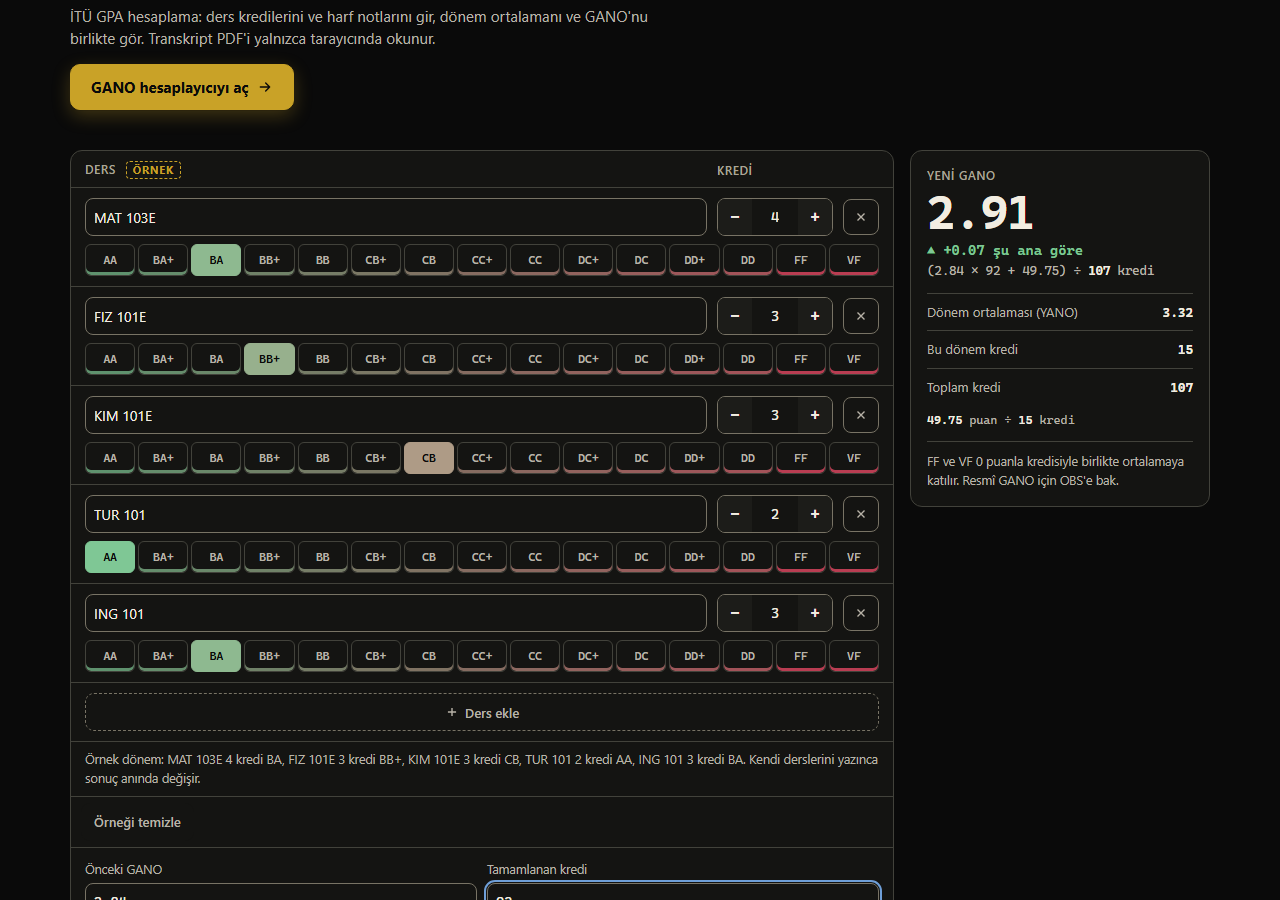 İTÜ GPA hesaplama: ders kredilerini ve harf notlarını gir, dönem ortalamanı ve GANO'nu
birlikte gör. Transkript PDF'i yalnızca tarayıcında okunur.
GANO hesaplayıcıyı aç →
DERS ÖRNEK KREDİ
MAT 103E − 4 + ×
AA BA+ BA BB+ BB CB+ CB CC+ CC DC+ DC DD+ DD FF VF
FIZ 101E − 3 + ×
AA BA+ BA BB+ BB CB+ CB CC+ CC DC+ DC DD+ DD FF VF
KIM 101E − 3 + ×
AA BA+ BA BB+ BB CB+ CB CC+ CC DC+ DC DD+ DD FF VF
TUR 101 − 2 + ×
AA BA+ BA BB+ BB CB+ CB CC+ CC DC+ DC DD+ DD FF VF
ING 101 − 3 + ×
AA BA+ BA BB+ BB CB+ CB CC+ CC DC+ DC DD+ DD FF VF
+ Ders ekle
Örnek dönem: MAT 103E 4 kredi BA, FIZ 101E 3 kredi BB+, KIM 101E 3 kredi CB, TUR 101 2 kredi AA, ING 101 3 kredi BA. Kendi derslerini yazınca
sonuç anında değişir.
Örneği temizle
Önceki GANO Tamamlanan kredi
2.84 92
YENİ GANO
2.91
▲ +0.07 şu ana göre
(2.84 × 92 + 49.75) ÷ 107 kredi
Dönem ortalaması (YANO) 3.32
Bu dönem kredi 15
Toplam kredi 107
49.75 puan ÷ 15 kredi
FF ve VF 0 puanla kredisiyle birlikte ortalamaya
katılır. Resmî GANO için OBS'e bak.